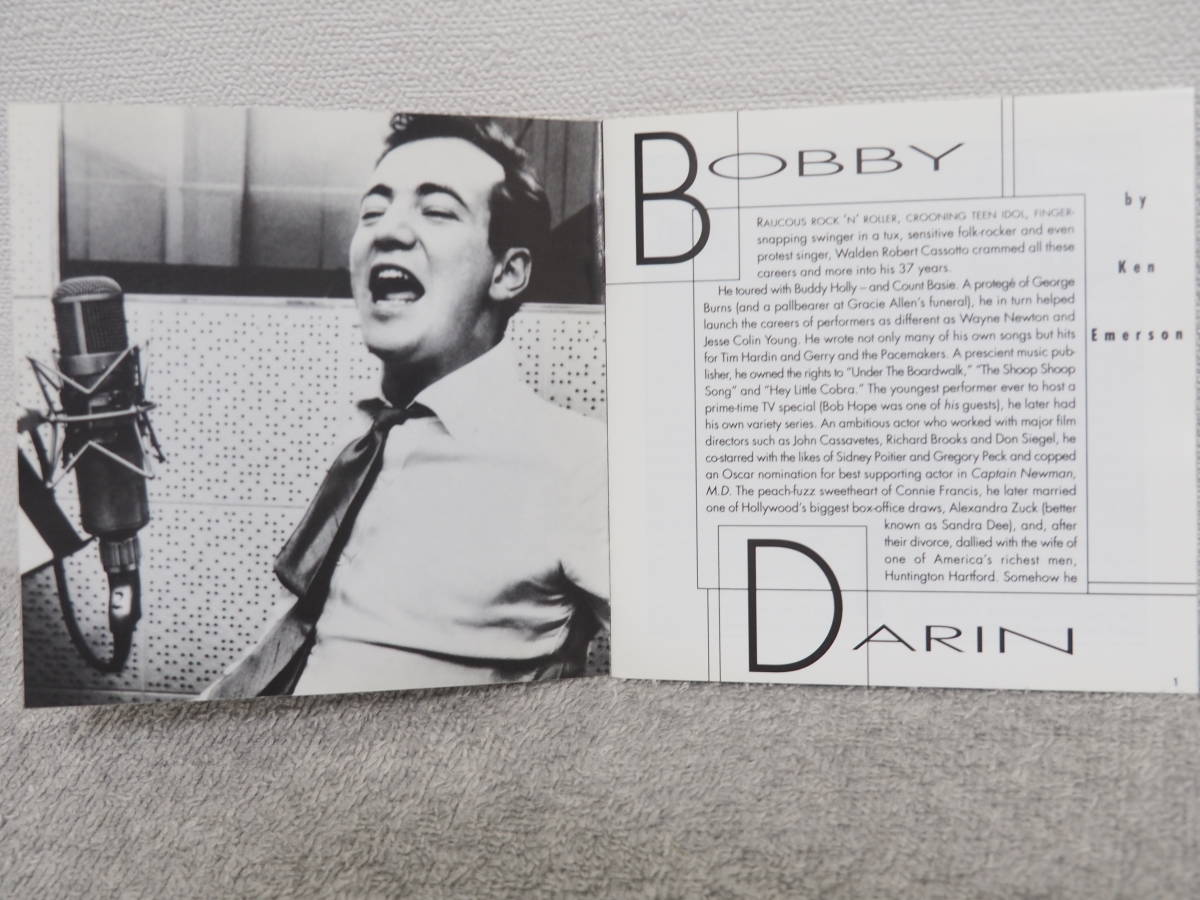 BOBBY
RAUCOUS ROCK 'N' ROLLER, CROONING TEEN IDOL, FINGER-
snapping swinger in a tux, sensitive folk-rocker and even
protest singer, Walden Robert Cassotto crammed all these
careers and more into his 37 years.
He toured with Buddy Holly – and Count Basie. A protegé of George
Burns (and a pallbearer at Gracie Allen's funeral), he in turn helped
launch the careers of performers as different as Wayne Newton and
Jesse Colin Young. He wrote not only many of his own songs but hits
for Tim Hardin and Gerry and the Pacemakers. A prescient music pub-
lisher, he owned the rights to "Under The Boardwalk," "The Shoop Shoop
Song" and "Hey Little Cobra." The youngest performer ever to host a
prime-time TV special (Bob Hope was one of his guests), he later had
his own variety series. An ambitious actor who worked with major film
directors such as John Cassavetes, Richard Brooks and Don Siegel, he
co-starred with the likes of Sidney Poitier and Gregory Peck and copped
an Oscar nomination for best supporting actor in Captain Newman,
M.D. The peach-fuzz sweetheart of Connie Francis, he later married
one of Hollywood's biggest box-office draws, Alexandra Zuck (better
known as Sandra Dee), and, after
their divorce, dallied with the wife of
one of America's richest men,
Huntington Hartford. Somehow he
DARIN
by
Ken
Emerson
1